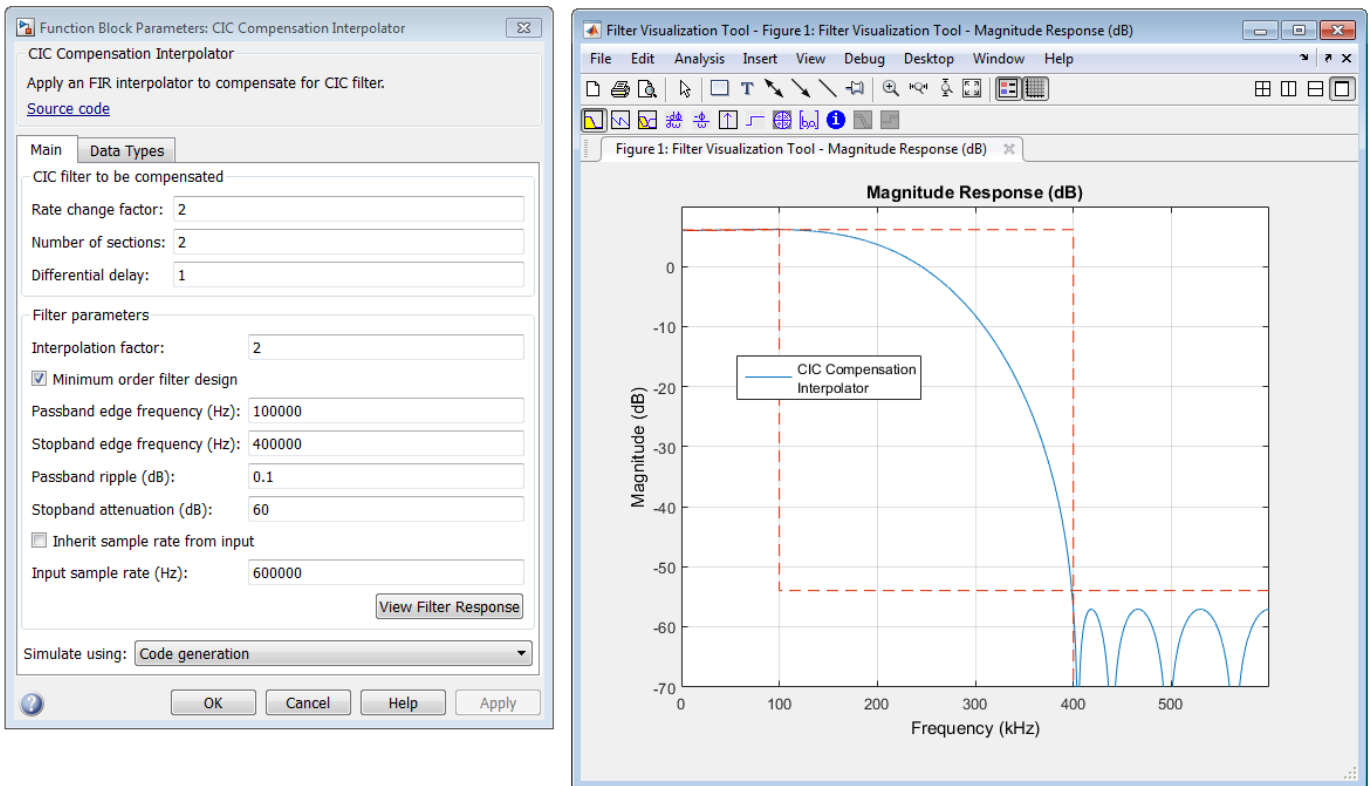 Function Block Parameters: CIC Compensation Interpolator
CIC Compensation Interpolator
Apply an FIR interpolator to compensate for CIC filter.
Source code
Main Data Types
CIC filter to be compensated
Rate change factor: 2
Number of sections: 2
Differential delay: 1
Filter parameters
Interpolation factor: 2
Minimum order filter design
Passband edge frequency (Hz): 100000
Stopband edge frequency (Hz): 400000
Passband ripple (dB): 0.1
Stopband attenuation (dB): 60
Inherit sample rate from input
Input sample rate (Hz): 600000
View Filter Response
Simulate using: Code generation
OK Cancel Help Apply
Filter Visualization Tool - Figure 1: Filter Visualization Tool - Magnitude Response (dB)
File Edit Analysis Insert View Debug Desktop Window Help
Figure 1: Filter Visualization Tool - Magnitude Response (dB)
Magnitude Response (dB)
0
-10
-20
-30
-40
-50
-60
-70
Magnitude (dB)
CIC Compensation
Interpolator
0 100 200 300 400 500
Frequency (kHz)